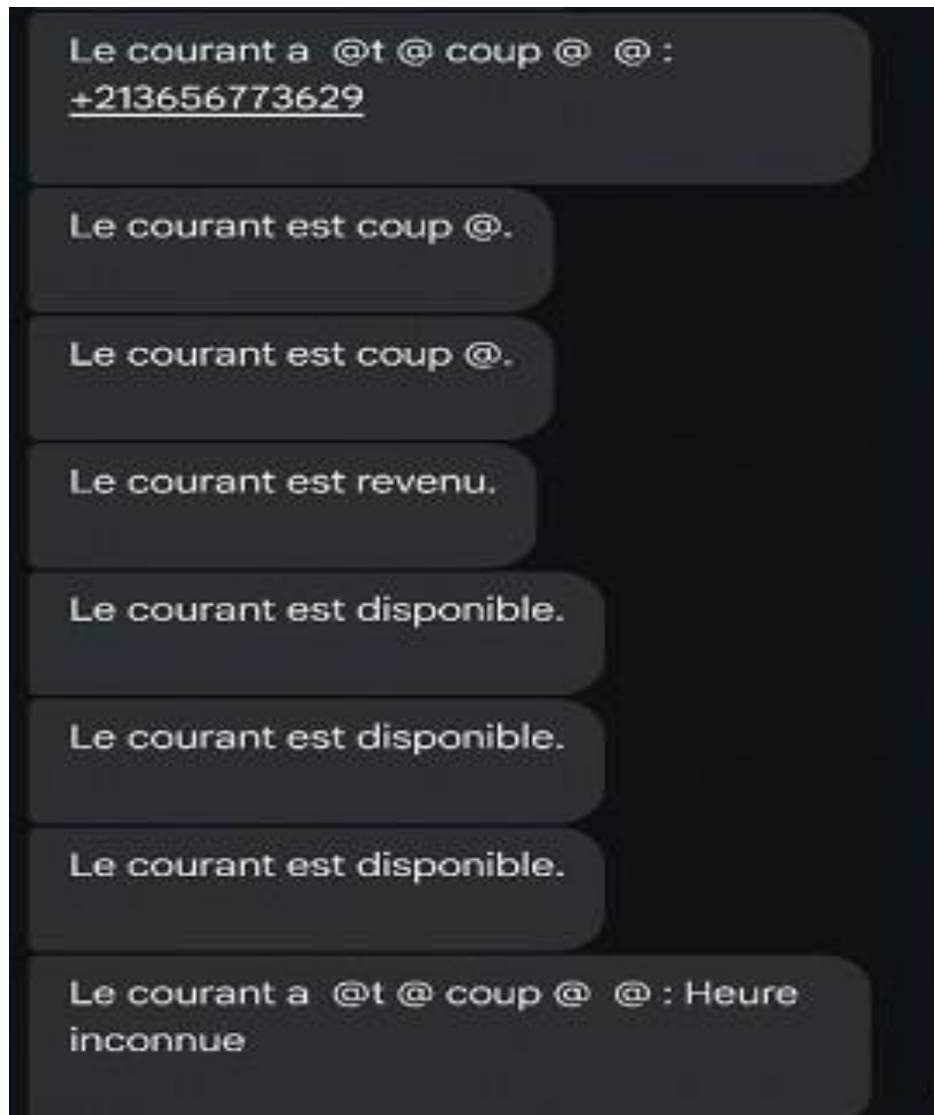 Le courant a @t @ coup @ @ :
+213656773629
Le courant est coup @.
Le courant est coup @.
Le courant est revenu.
Le courant est disponible.
Le courant est disponible.
Le courant est disponible.
Le courant a @t @ coup @ @ : Heure
inconnue